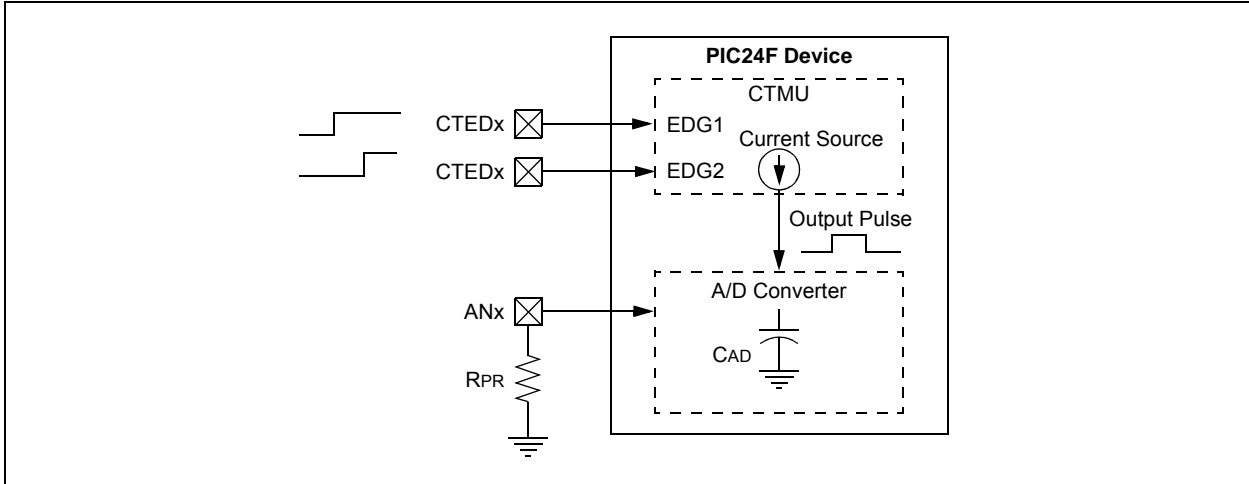 PIC24F Device
CTMU
CTEDx
EDG1
Current Source
CTEDx
EDG2
Output Pulse
A/D Converter
ANx
CAD
RPR